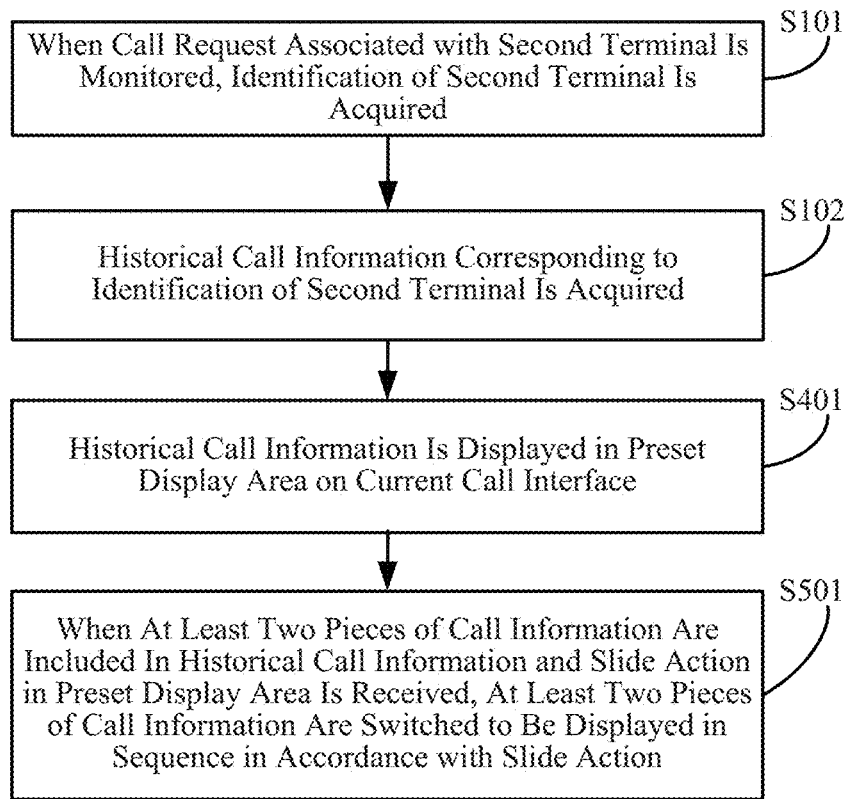 S101
When Call Request Associated with Second Terminal Is
Monitored, Identification of Second Terminal Is
Acquired
S102
Historical Call Information Corresponding to
Identification of Second Terminal Is Acquired
S401
Historical Call Information Is Displayed in Preset
Display Area on Current Call Interface
S501
When At Least Two Pieces of Call Information Are
Included In Historical Call Information and Slide Action
in Preset Display Area Is Received, At Least Two Pieces
of Call Information Are Switched to Be Displayed in
Sequence in Accordance with Slide Action